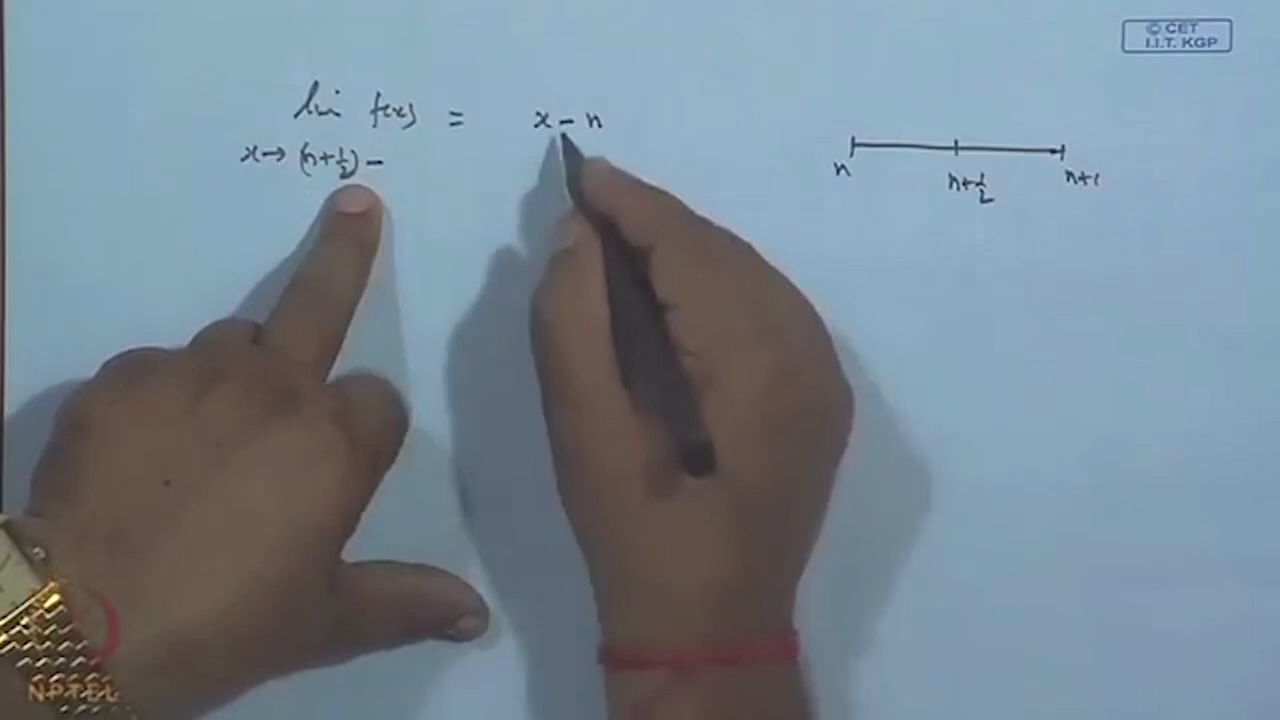 © CET
I.I.T. KGP
lim f(x) = x - n
x→ (n+½) -
n n+½ n+1
NPTEL